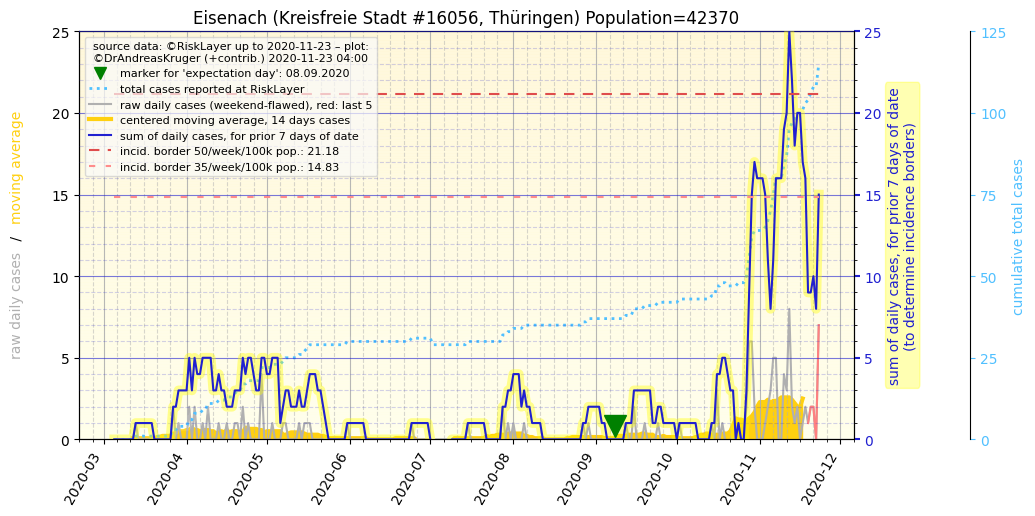 Eisenach (Kreisfreie Stadt #16056, Thüringen) Population=42370
source data: ©RiskLayer up to 2020-11-23 – plot:
©DrAndreasKruger (+contrib.) 2020-11-23 04:00
marker for 'expectation day': 08.09.2020
total cases reported at RiskLayer
raw daily cases (weekend-flawed), red: last 5
centered moving average, 14 days cases
sum of daily cases, for prior 7 days of date
incid. border 50/week/100k pop.: 21.18
incid. border 35/week/100k pop.: 14.83
raw daily cases / moving average
25
20
15
10
5
0
25
20
15
10
5
0
sum of daily cases, for prior 7 days of date
(to determine incidence borders)
125
100
75
50
25
0
cumulative total cases
2020-03
2020-04
2020-05
2020-06
2020-07
2020-08
2020-09
2020-10
2020-11
2020-12